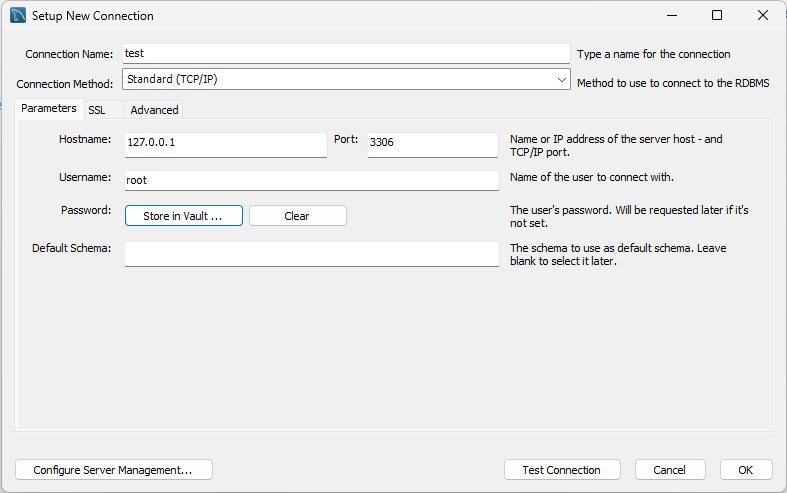 Setup New Connection
Connection Name: test Type a name for the connection
Connection Method: Standard (TCP/IP) Method to use to connect to the RDBMS
Parameters SSL Advanced
Hostname: 127.0.0.1 Port: 3306 Name or IP address of the server host - and
TCP/IP port.
Username: root Name of the user to connect with.
Password: Store in Vault ... Clear The user's password. Will be requested later if it's
not set.
Default Schema: The schema to use as default schema. Leave
blank to select it later.
Configure Server Management... Test Connection Cancel OK